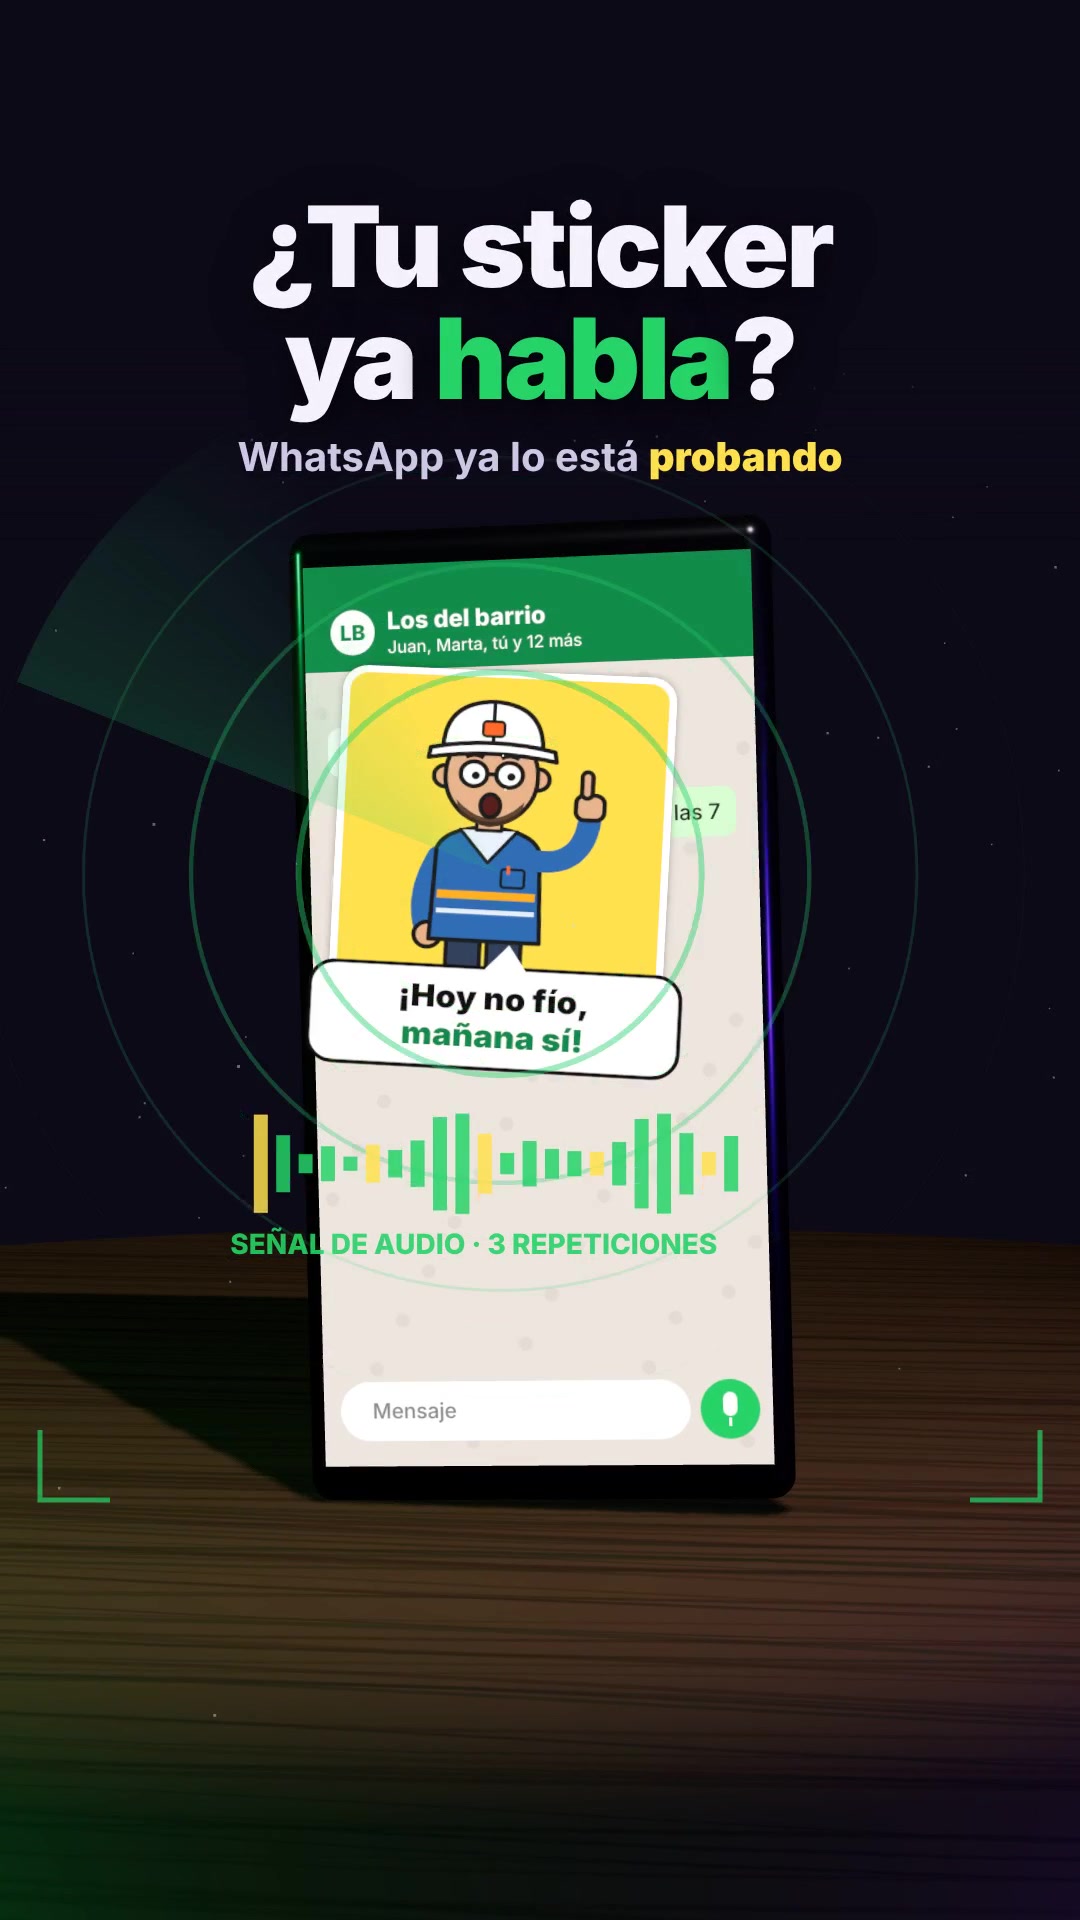 ¿Tu sticker
ya habla?
WhatsApp ya lo está probando
LB
Los del barrio
Juan, Marta, tú y 12 más
las 7
¡Hoy no fío,
mañana sí!
SEÑAL DE AUDIO · 3 REPETICIONES
Mensaje